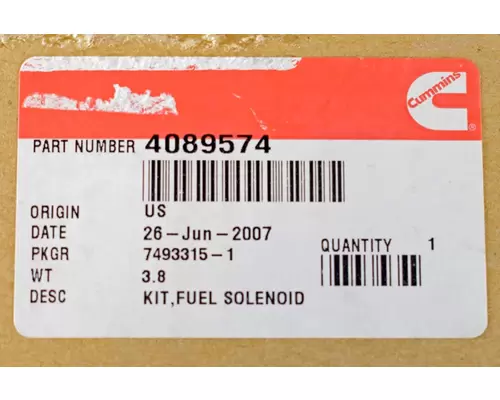 Cummins
PART NUMBER 4089574
ORIGIN US
DATE 26-Jun-2007
PKGR 7493315-1
QUANTITY 1
WT 3.8
DESC KIT,FUEL SOLENOID